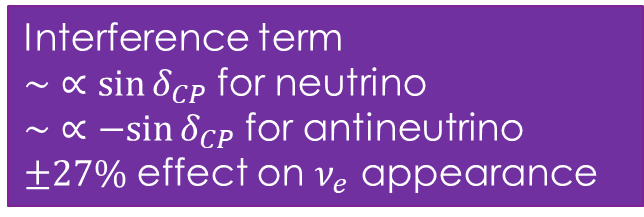 Interference term
~ ∝ sin δ_CP for neutrino
~ ∝ −sin δ_CP for antineutrino
±27% effect on ν_e appearance